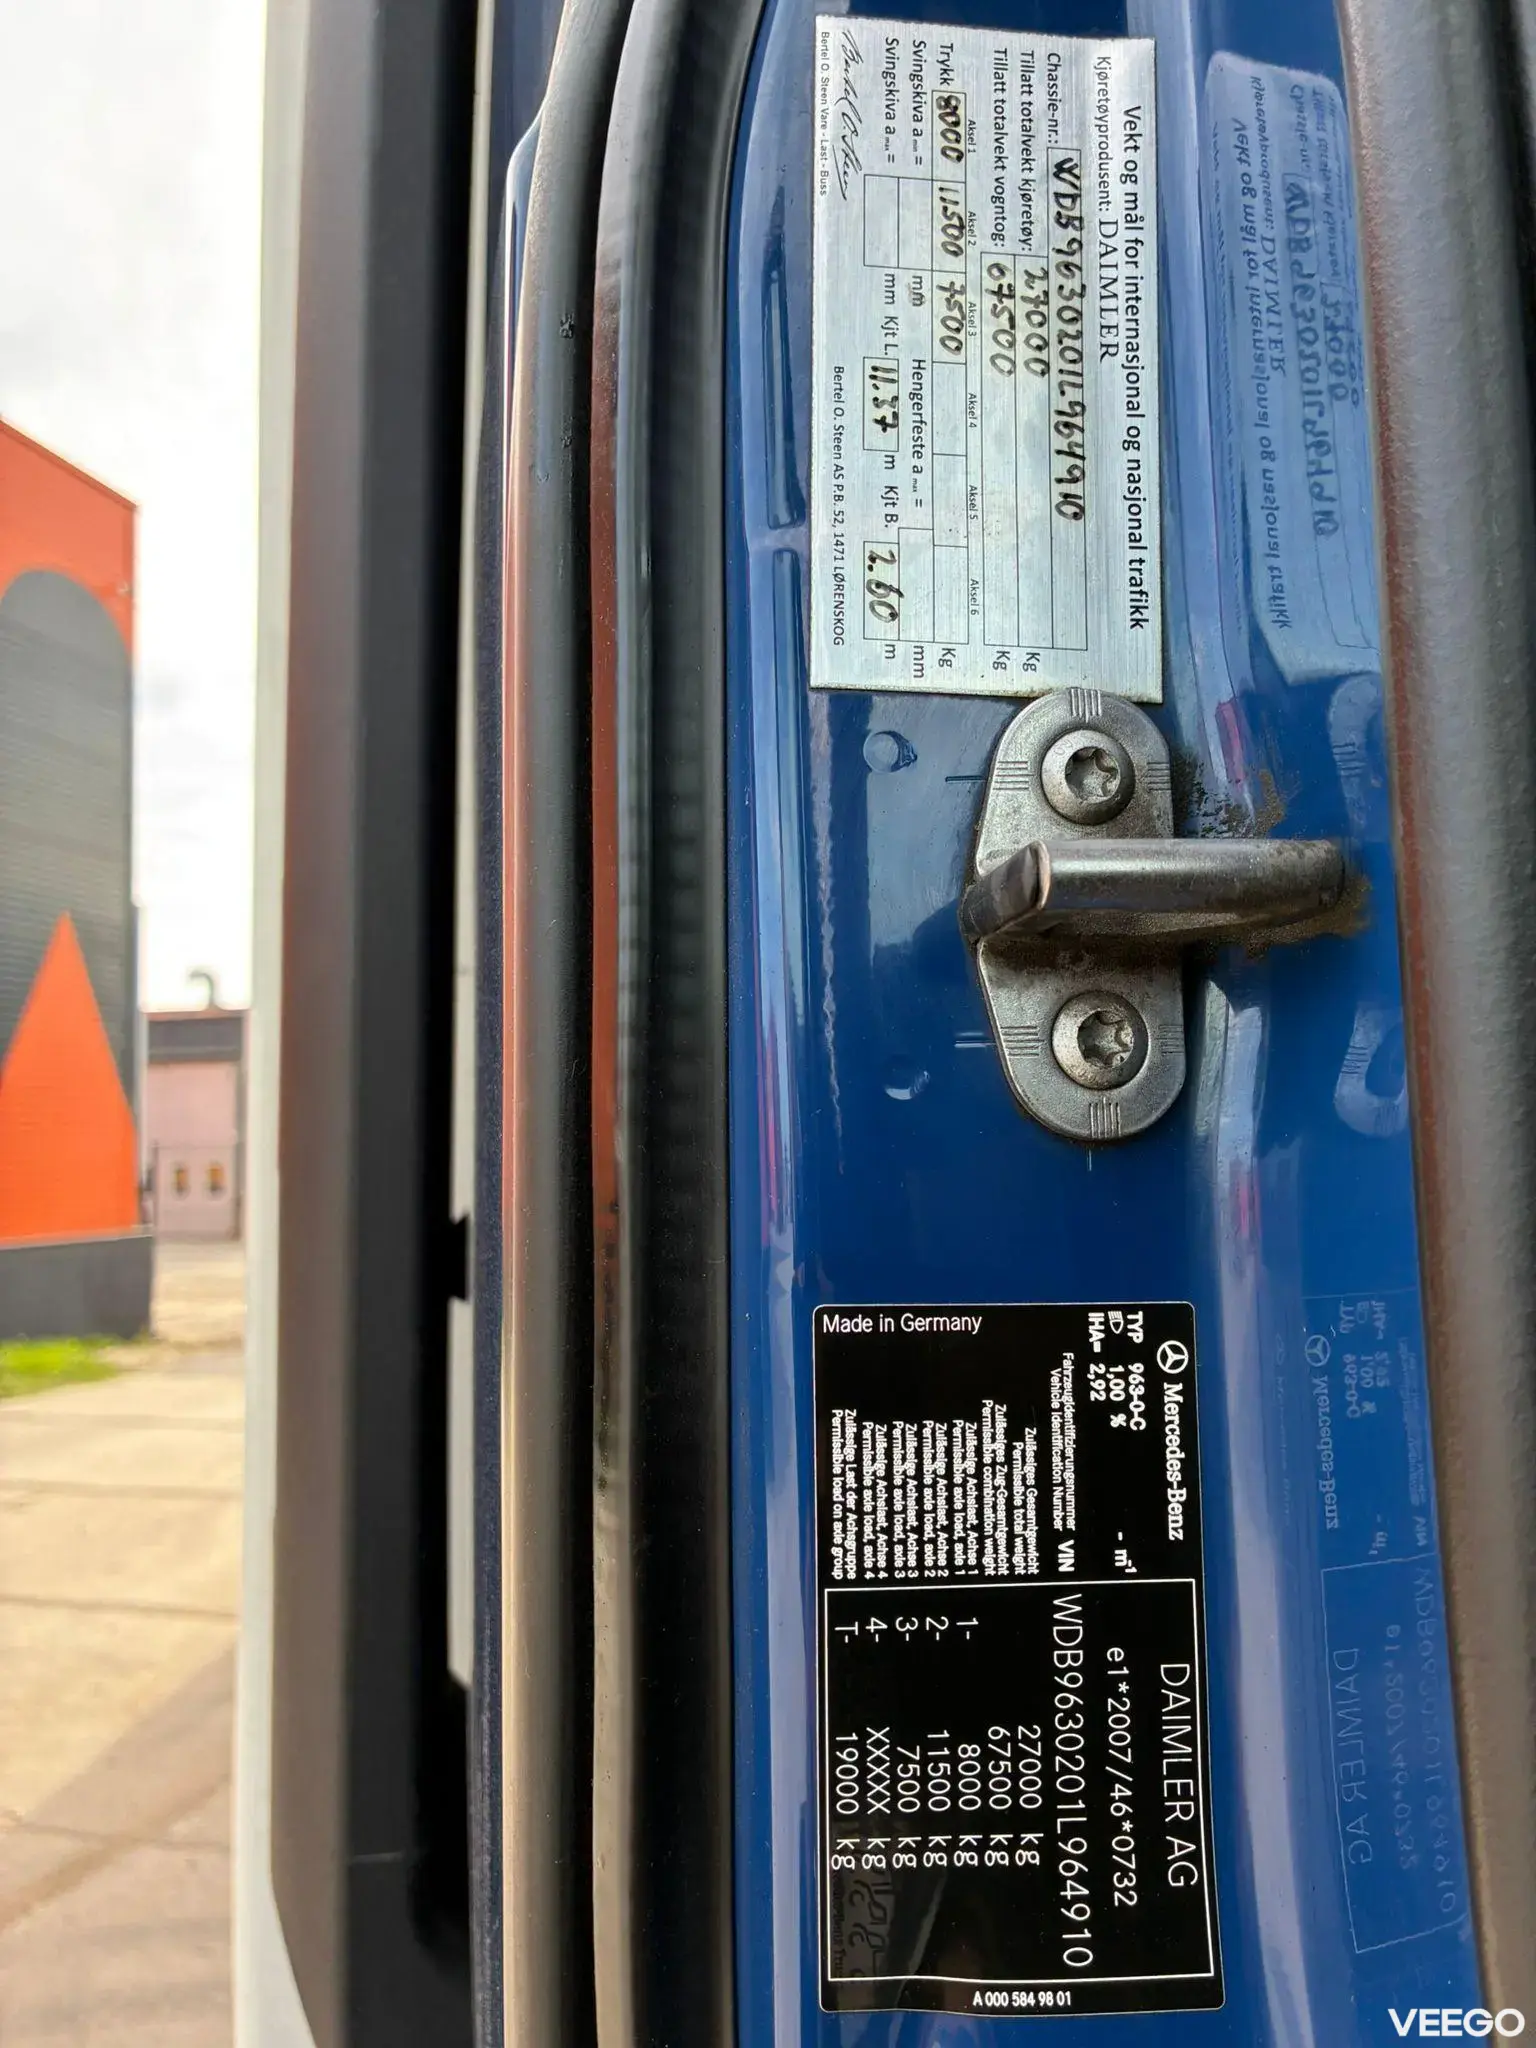 Vekt og mål for internasjonal og nasjonal trafikk
Kjøretøyprodusent: DAIMLER
Chassie-nr.: WDB9630201L964910
Tillatt totalvekt kjøretøy: 27000 Kg
Tillatt totalvekt vogntog: 67500 Kg
Aksel 1 Aksel 2 Aksel 3 Aksel 4 Aksel 5 Aksel 6
Trykk 8000 11500 7500 Kg
Svingskiva a min = mm Hengerfeste a max = mm
Svingskiva a max = mm Kjt L. 11.37 m Kjt B. 2.60 m
Bertel O. Steen
Bertel O. Steen Vare - Last - Buss Bertel O. Steen AS P.B. 52, 1471 LØRENSKOG
Mercedes-Benz
DAIMLER AG
TYP 963-0-C - m-1
1,00 %
e1*2007/46*0732
IHA= 2,92
Fahrzeugidentifizierungsnummer
Vehicle Identification Number VIN WDB9630201L964910
Zulässiges Gesamtgewicht
Permissible total weight 27000 kg
Zulässiges Zug-Gesamtgewicht
Permissible combination weight 67500 kg
Zulässige Achslast, Achse 1
Permissible axle load, axle 1 1- 8000 kg
Zulässige Achslast, Achse 2
Permissible axle load, axle 2 2- 11500 kg
Zulässige Achslast, Achse 3
Permissible axle load, axle 3 3- 7500 kg
Zulässige Achslast, Achse 4
Permissible axle load, axle 4 4- XXXXX kg
Zulässige Last der Achsgruppe
Permissible load on axle group T- 19000 kg
Made in Germany
A 000 584 98 01
VEEGO